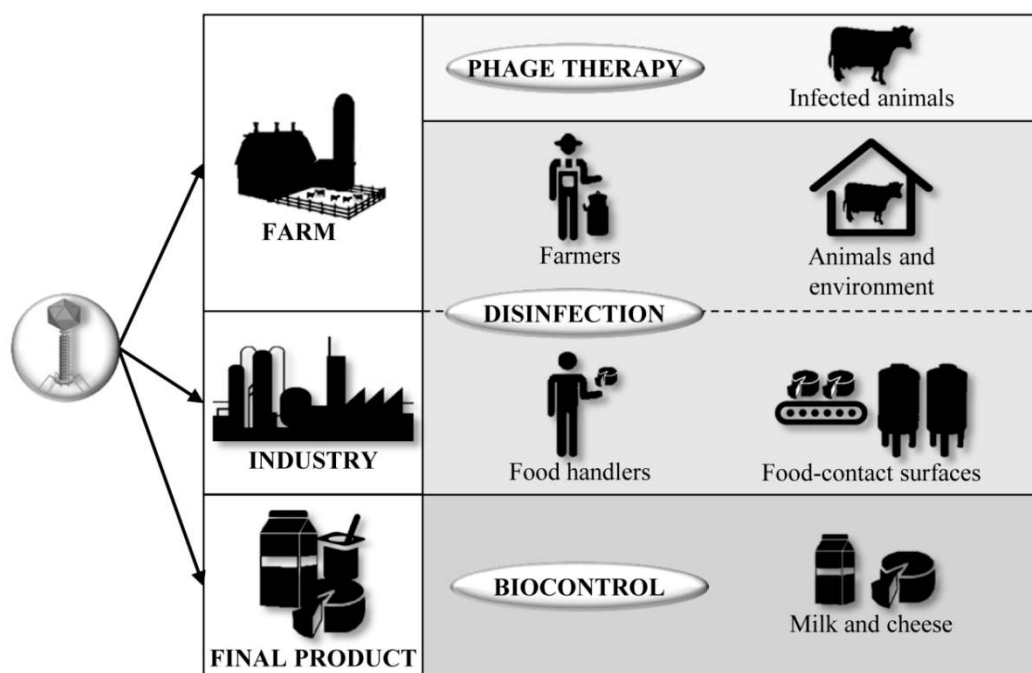 PHAGE THERAPY
Infected animals
FARM
Farmers
Animals and
environment
DISINFECTION
INDUSTRY
Food handlers
Food-contact surfaces
FINAL PRODUCT
BIOCONTROL
Milk and cheese